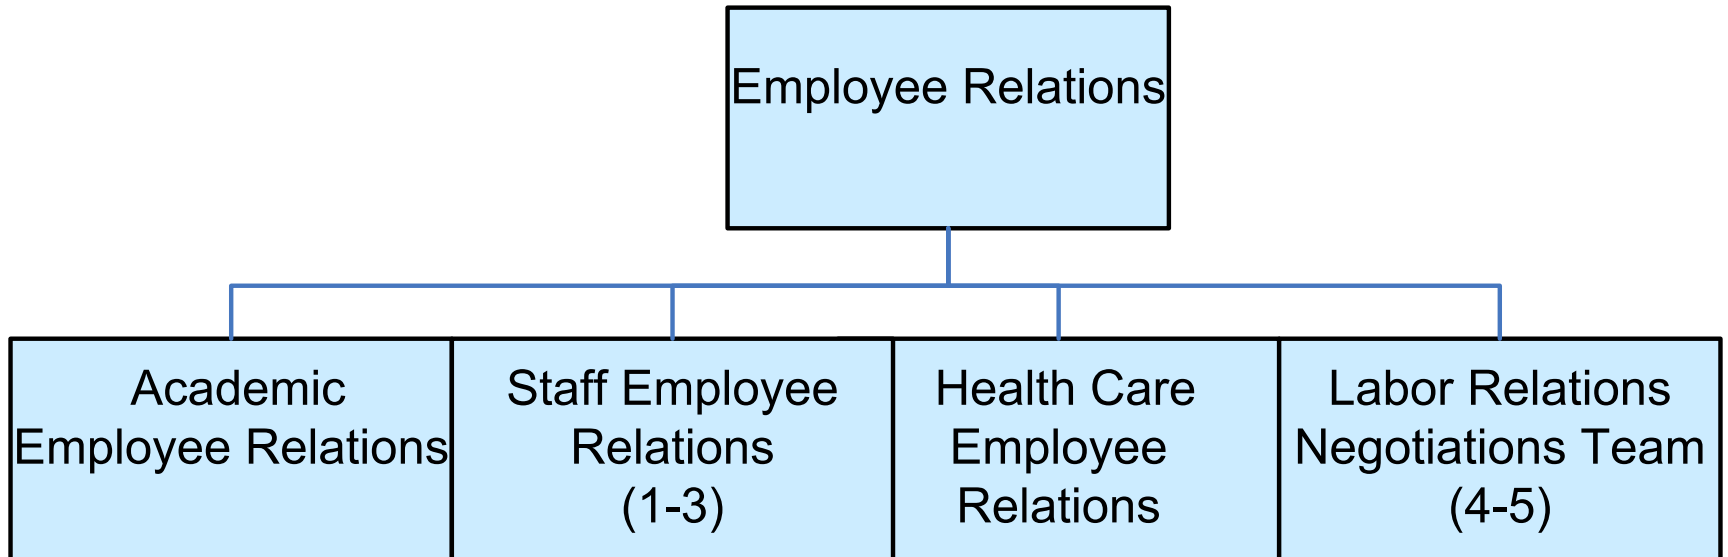 Employee Relations
Academic
Employee Relations
Staff Employee
Relations
(1-3)
Health Care
Employee
Relations
Labor Relations
Negotiations Team
(4-5)